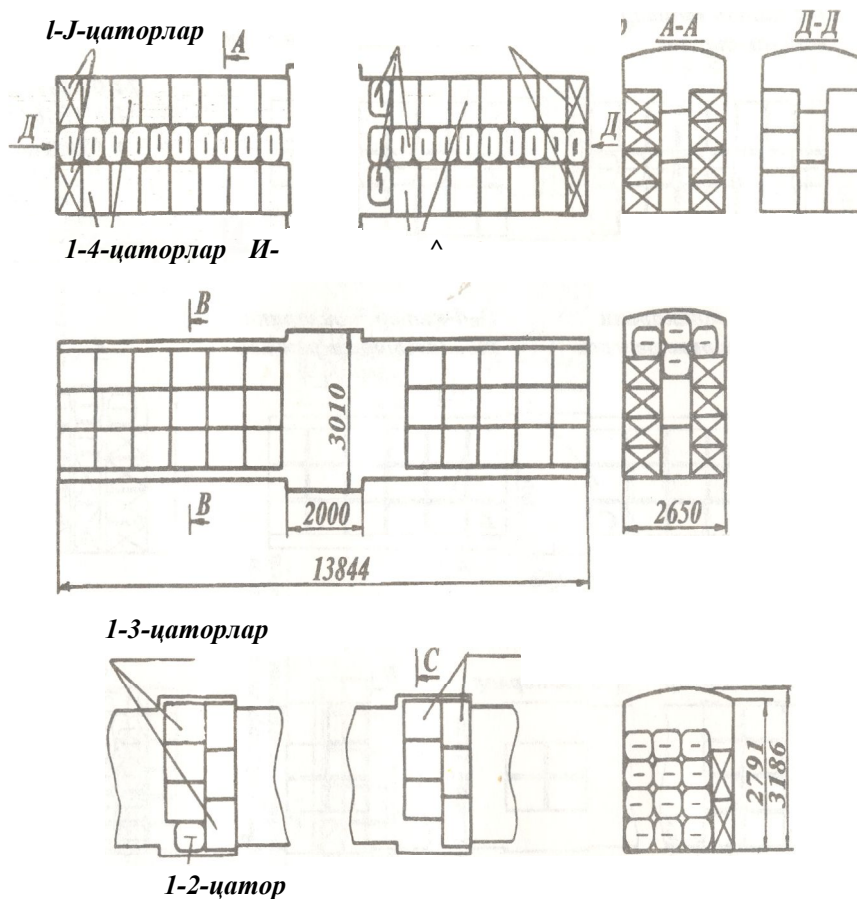 l-J-цаторлар
А
р
А-А
Д-Д
Д
Д
1-4-цаторлар И-
^
В
3010
В
2000
2650
13844
1-3-цаторлар
С
2791
3186
1-2-цатор